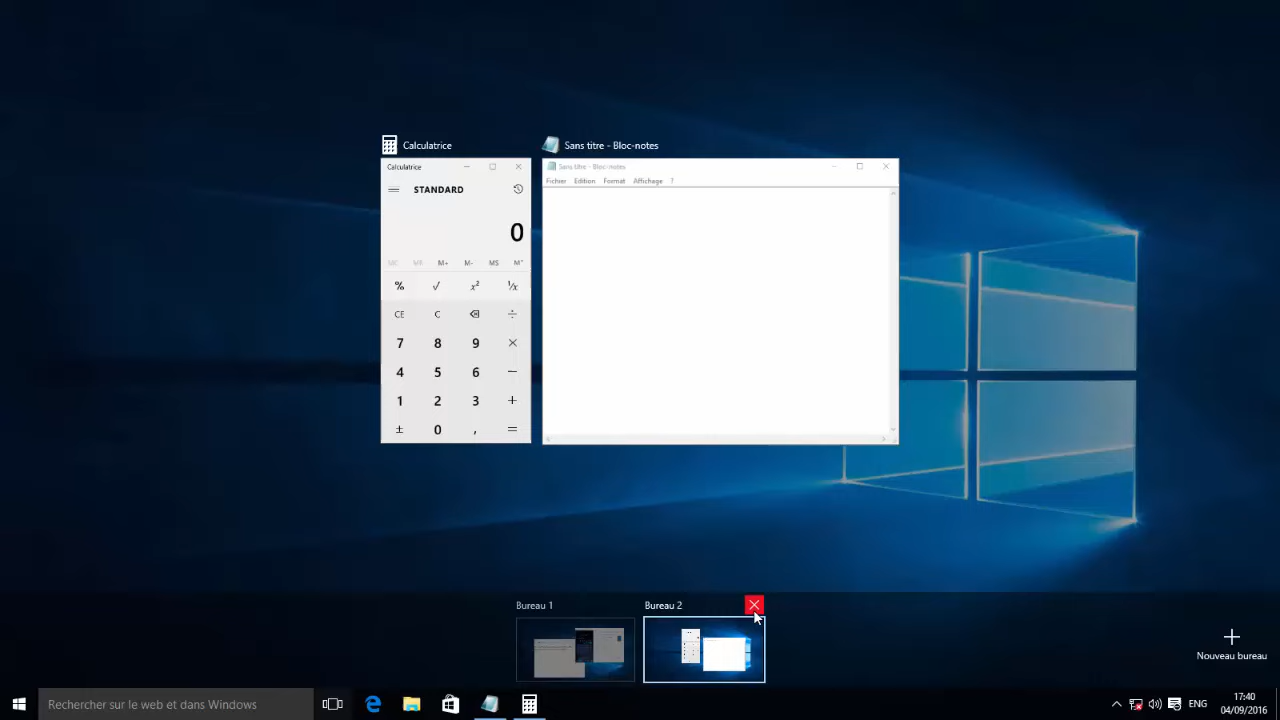 Calculatrice
Sans titre - Bloc-notes
Calculatrice
STANDARD
0
MC MR M+ M- MS M˅
% √ x² ¹/x
CE C ÷
7 8 9 ×
4 5 6 −
1 2 3 +
± 0 , =
Sans titre - Bloc-notes
Fichier Edition Format Affichage ?
Bureau 1
Bureau 2
Nouveau bureau
Rechercher sur le web et dans Windows
ENG
17:40
04/09/2016